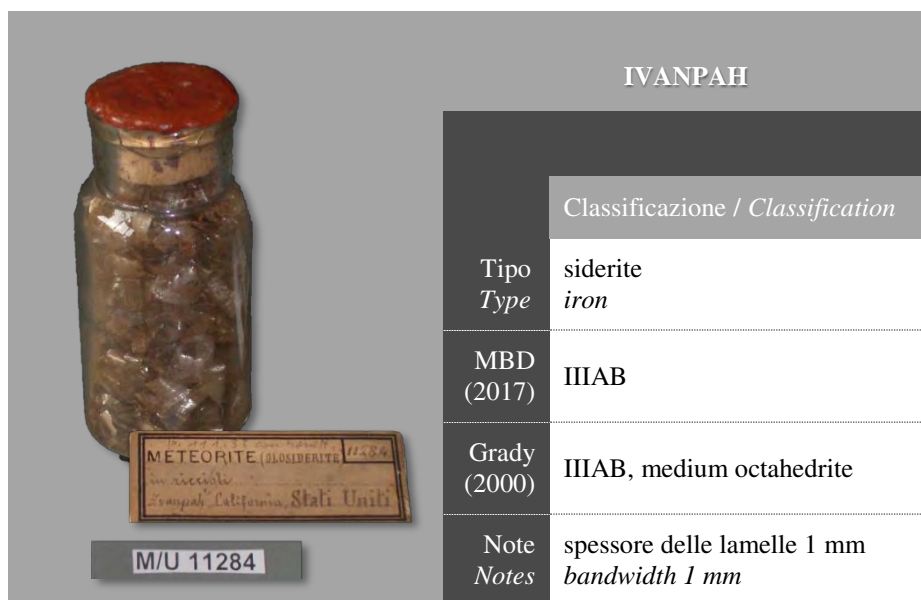 IVANPAH
Classificazione / Classification
Tipo
Type
siderite
iron
MBD
(2017)
IIIAB
Grady
(2000)
IIIAB, medium octahedrite
Note
Notes
spessore delle lamelle 1 mm
bandwidth 1 mm
11284
METEORITE (OLOSIDERITE
in riccioli
Ivanpah, California, Stati Uniti
M/U 11284